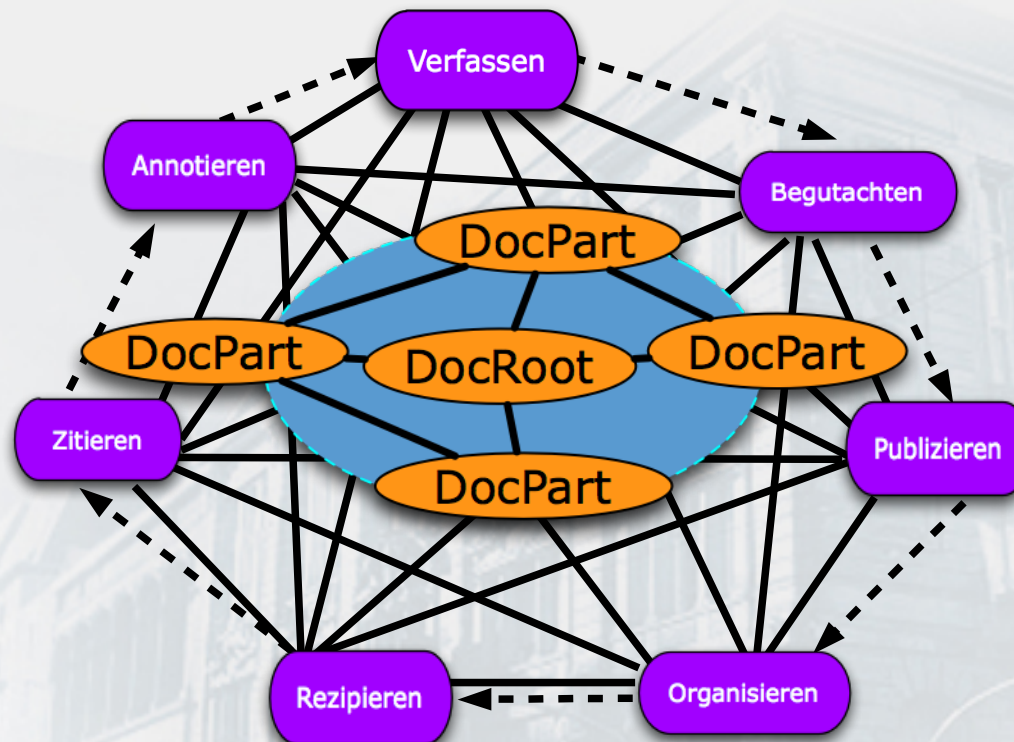 Verfassen
Annotieren
Begutachten
DocPart
DocPart
DocRoot
DocPart
Zitieren
Publizieren
DocPart
Rezipieren
Organisieren